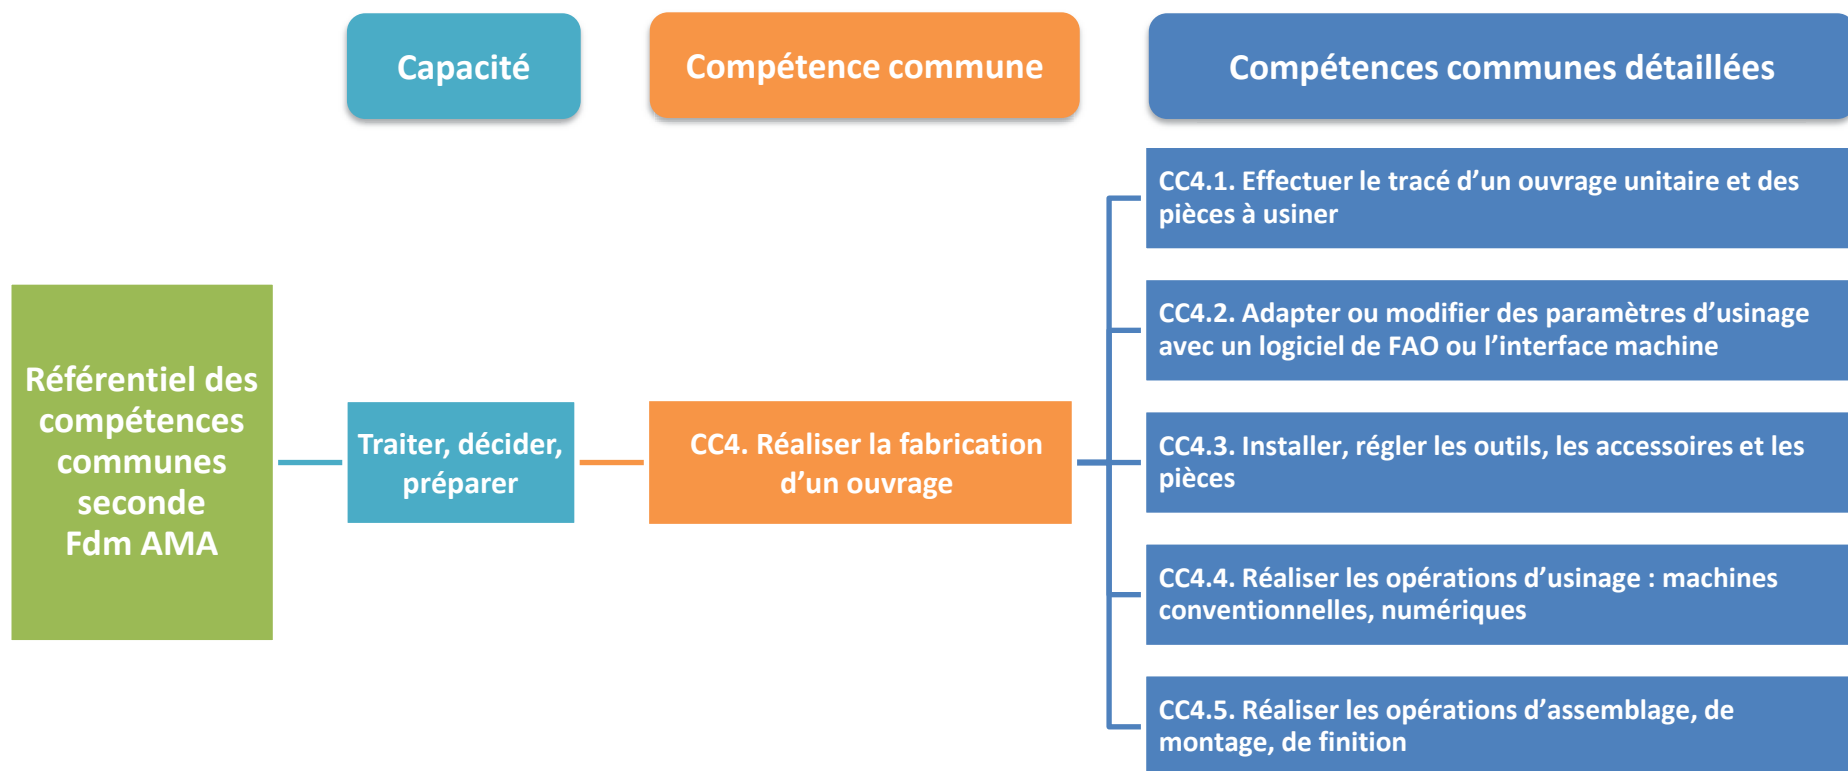 Capacité
Compétence commune
Compétences communes détaillées
Référentiel des
compétences
communes
seconde
Fdm AMA
Traiter, décider,
préparer
CC4. Réaliser la fabrication
d’un ouvrage
CC4.1. Effectuer le tracé d’un ouvrage unitaire et des
pièces à usiner
CC4.2. Adapter ou modifier des paramètres d’usinage
avec un logiciel de FAO ou l’interface machine
CC4.3. Installer, régler les outils, les accessoires et les
pièces
CC4.4. Réaliser les opérations d’usinage : machines
conventionnelles, numériques
CC4.5. Réaliser les opérations d’assemblage, de
montage, de finition